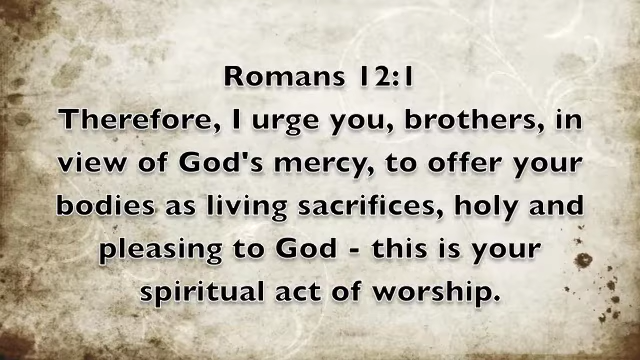 Romans 12:1
Therefore, I urge you, brothers, in
view of God's mercy, to offer your
bodies as living sacrifices, holy and
pleasing to God - this is your
spiritual act of worship.